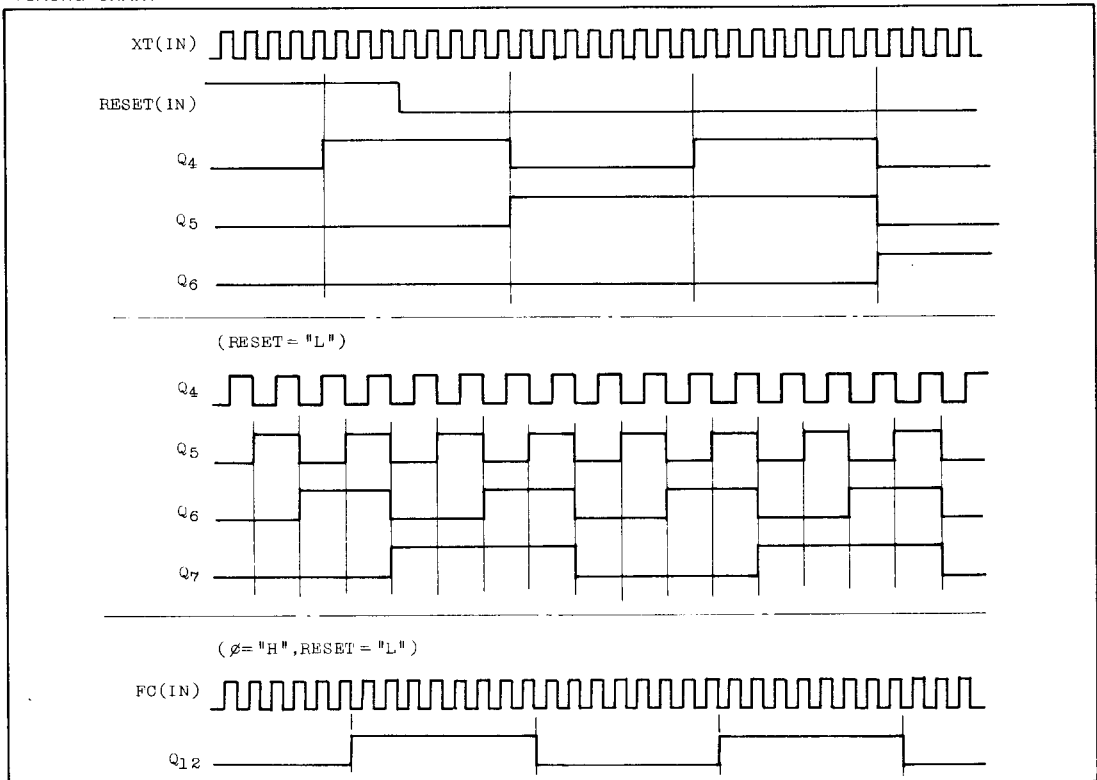 XT(IN)
RESET(IN)
Q4
Q5
Q6
(RESET = "L")
Q4
Q5
Q6
Q7
(ø= "H", RESET = "L")
FC(IN)
Q12